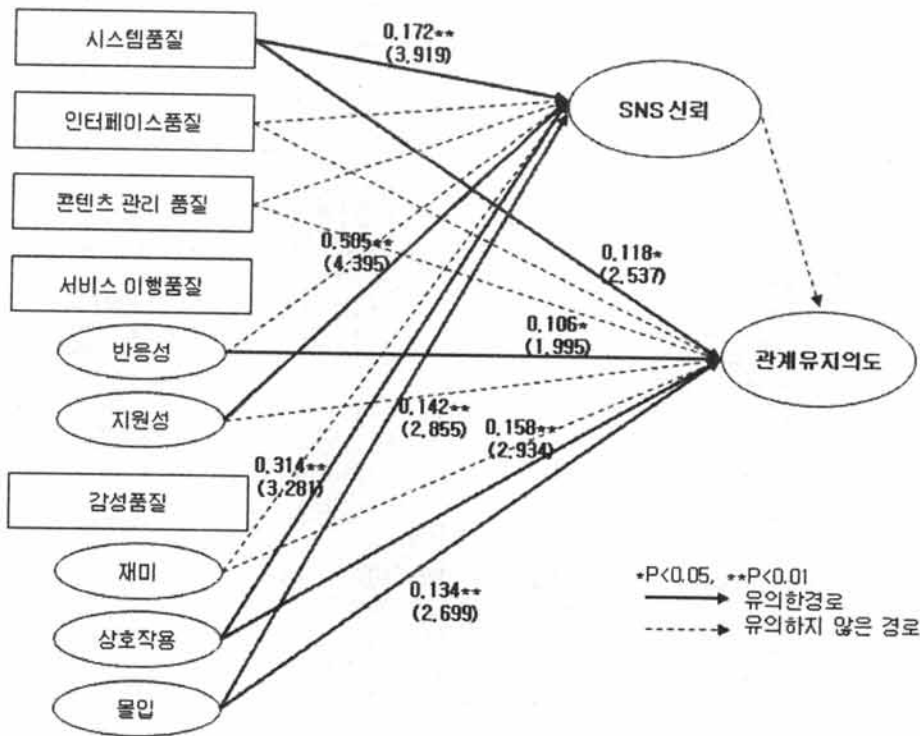 시스템품질
0.172**
(3.919)
SNS 신뢰
인터페이스품질
콘텐츠 관리 품질
0.505**
(4.395)
0.118*
(2.537)
서비스 이행품질
0.106*
(1.995)
반응성
관계유지의도
지원성
0.142**
(2.855)
0.158**
(2.934)
0.314**
(3.281)
감성품질
재미
*P<0.05, **P<0.01
유의한경로
유의하지 않은 경로
0.134**
(2.699)
상호작용
몰입